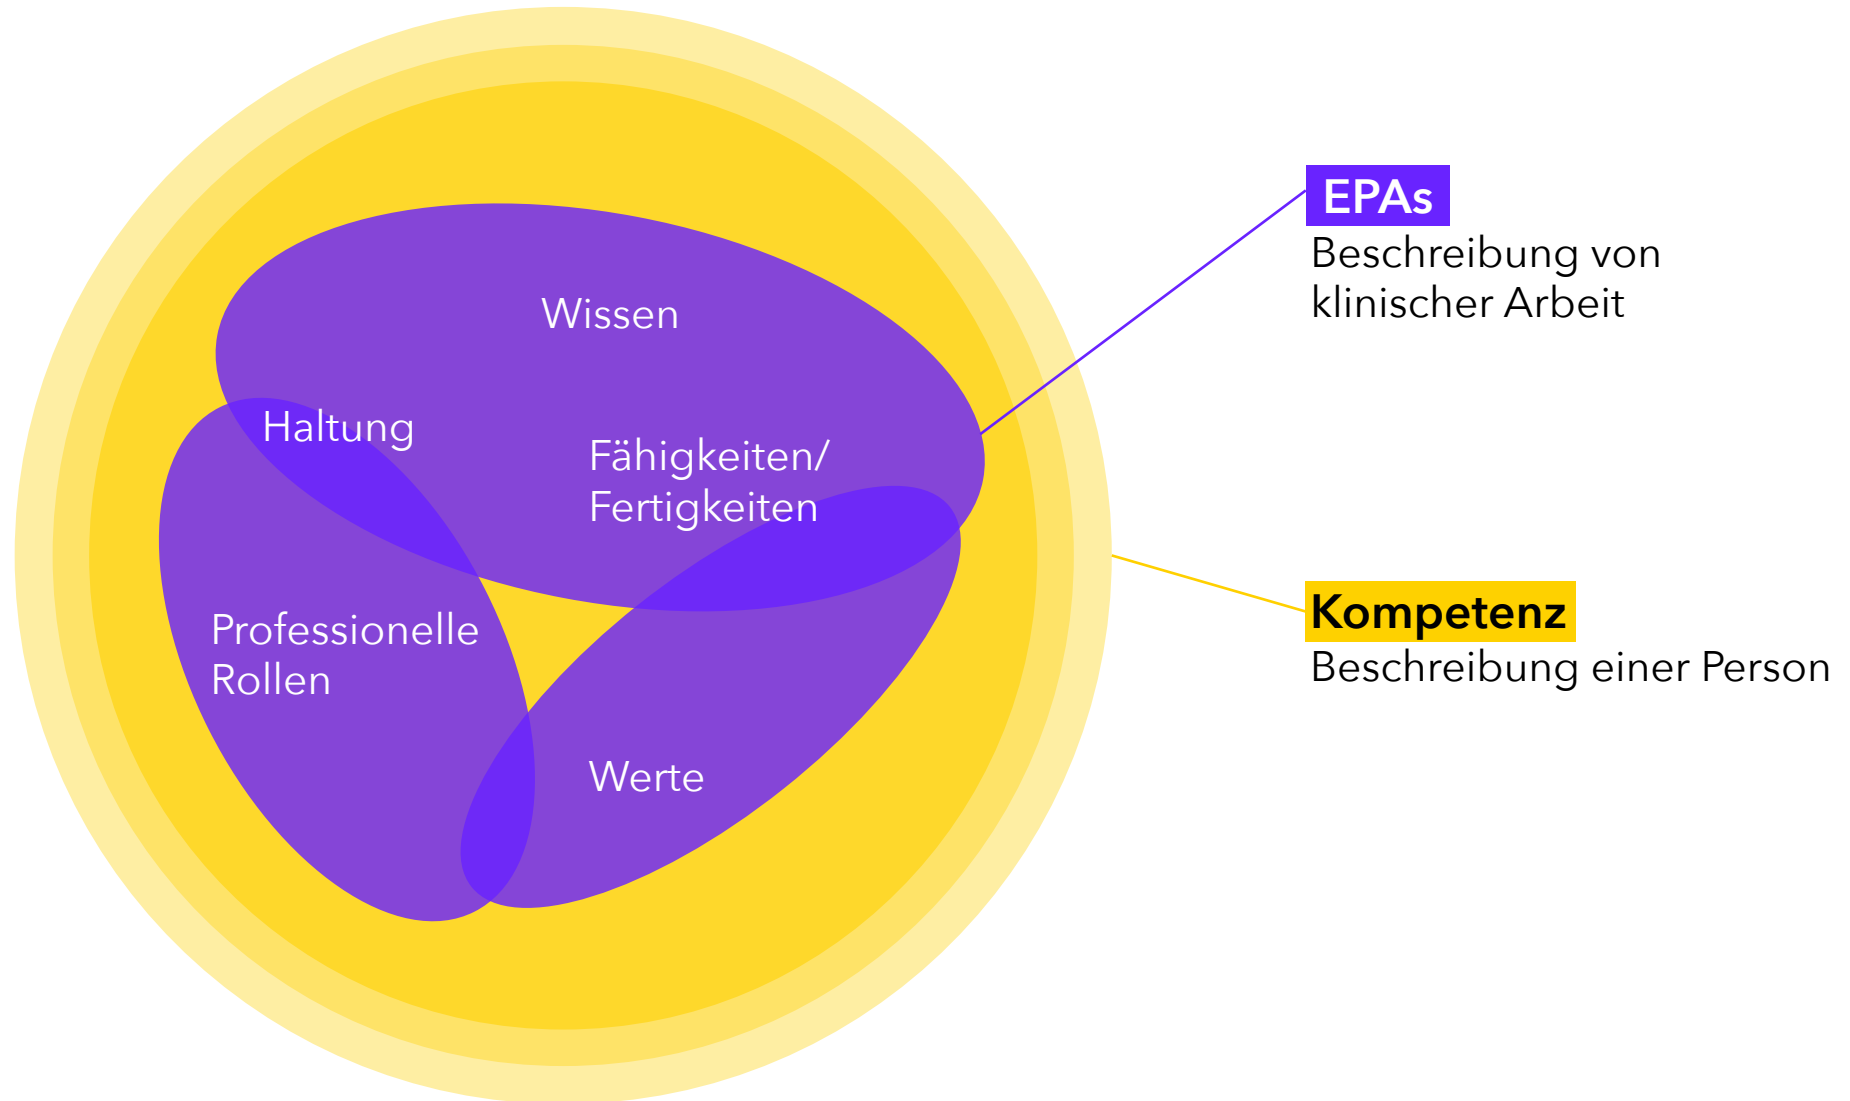 Wissen
Haltung
Fähigkeiten/
Fertigkeiten
Professionelle
Rollen
Werte
EPAs
Beschreibung von
klinischer Arbeit
Kompetenz
Beschreibung einer Person